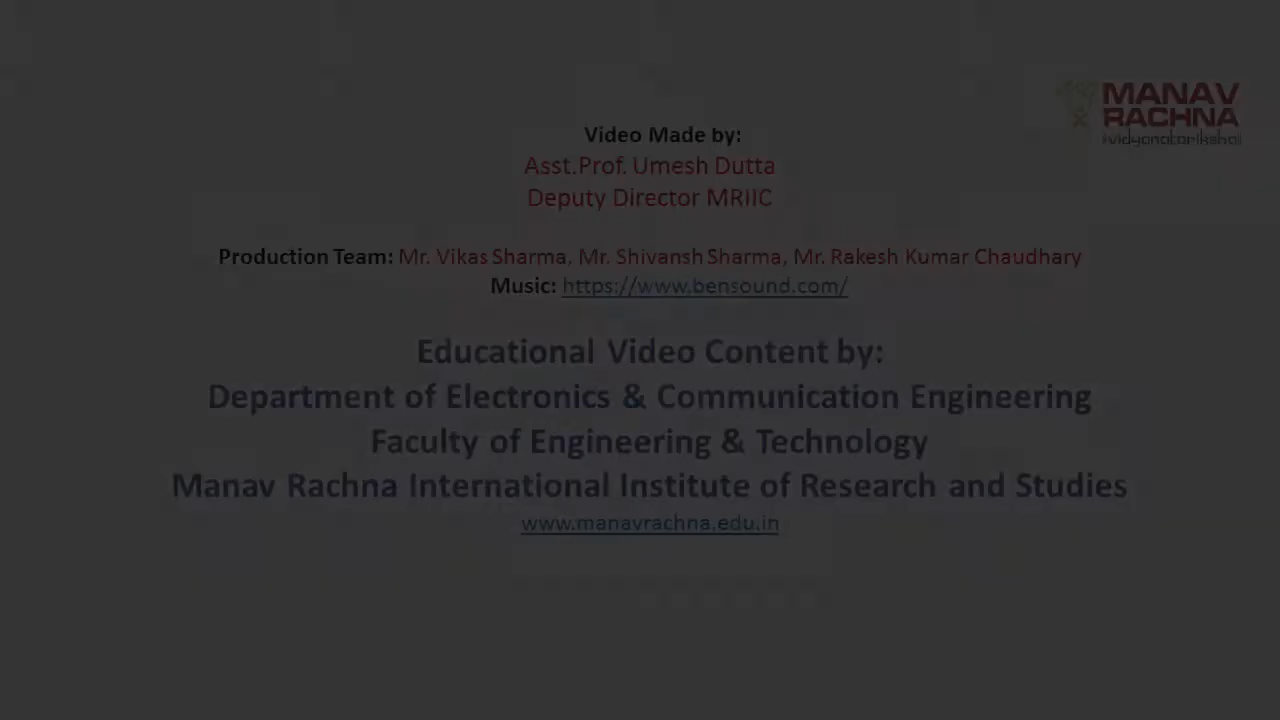 MANAV
RACHNA
Video Made by:
Asst.Prof. Umesh Dutta
Deputy Director MRIIC
Production Team: Mr. Vikas Sharma, Mr. Shivansh Sharma, Mr. Rakesh Kumar Chaudhary
Music: https://www.bensound.com/
Educational Video Content by:
Department of Electronics & Communication Engineering
Faculty of Engineering & Technology
Manav Rachna International Institute of Research and Studies
www.manavrachna.edu.in